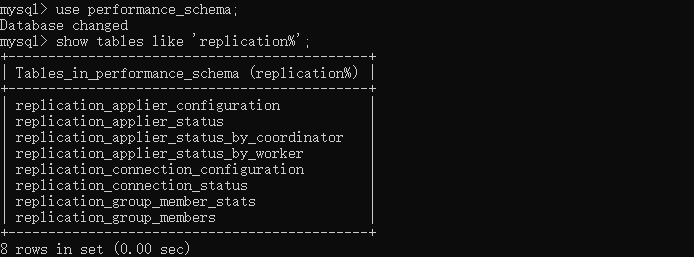 mysql> use performance_schema;
Database changed
mysql> show tables like 'replication%';
+---------------------------------------------+
| Tables_in_performance_schema (replication%) |
+---------------------------------------------+
| replication_applier_configuration           |
| replication_applier_status                  |
| replication_applier_status_by_coordinator   |
| replication_applier_status_by_worker        |
| replication_connection_configuration        |
| replication_connection_status               |
| replication_group_member_stats              |
| replication_group_members                   |
+---------------------------------------------+
8 rows in set (0.00 sec)